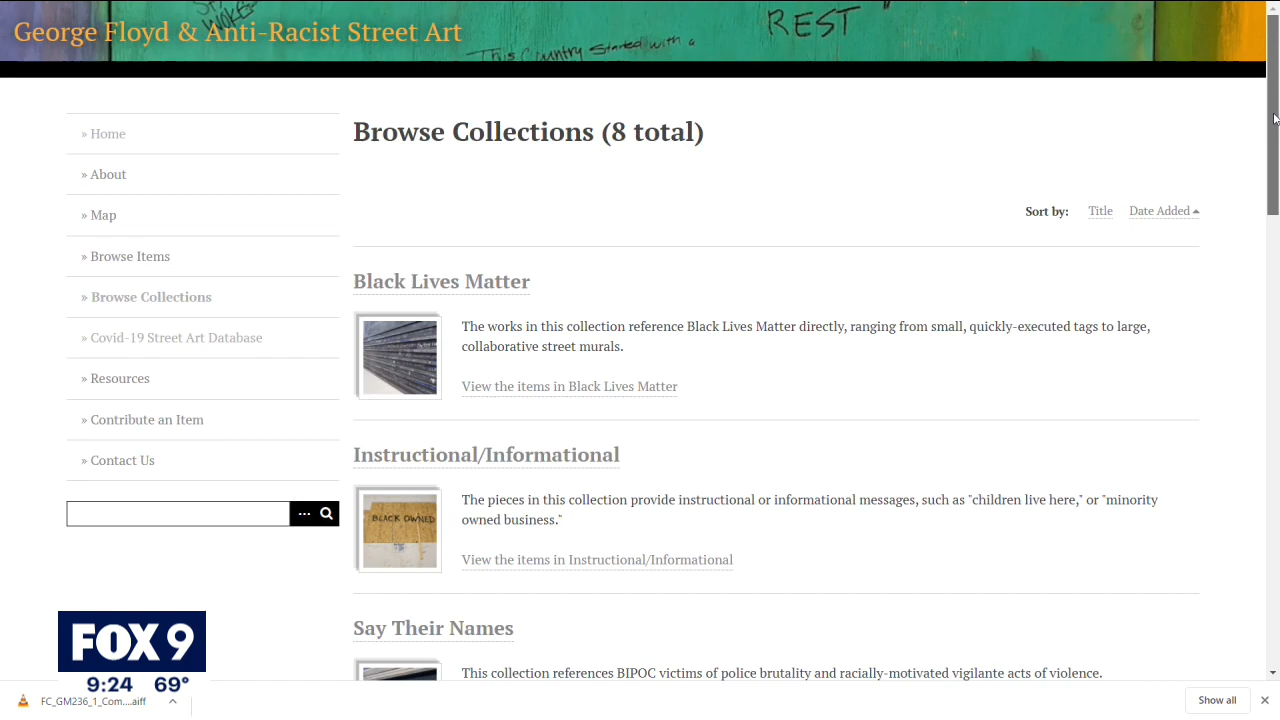 George Floyd & Anti-Racist Street Art
REST "
This Country Started with a
» Home
» About
» Map
» Browse Items
» Browse Collections
» Covid-19 Street Art Database
» Resources
» Contribute an Item
» Contact Us
Browse Collections (8 total)
Sort by: Title Date Added
Black Lives Matter
The works in this collection reference Black Lives Matter directly, ranging from small, quickly-executed tags to large,
collaborative street murals.
View the items in Black Lives Matter
Instructional/Informational
BLACK OWNED
The pieces in this collection provide instructional or informational messages, such as "children live here," or "minority
owned business."
View the items in Instructional/Informational
Say Their Names
This collection references BIPOC victims of police brutality and racially-motivated vigilante acts of violence.
FOX 9
9:24 69°
FC_GM236_1_Com....aiff
Show all